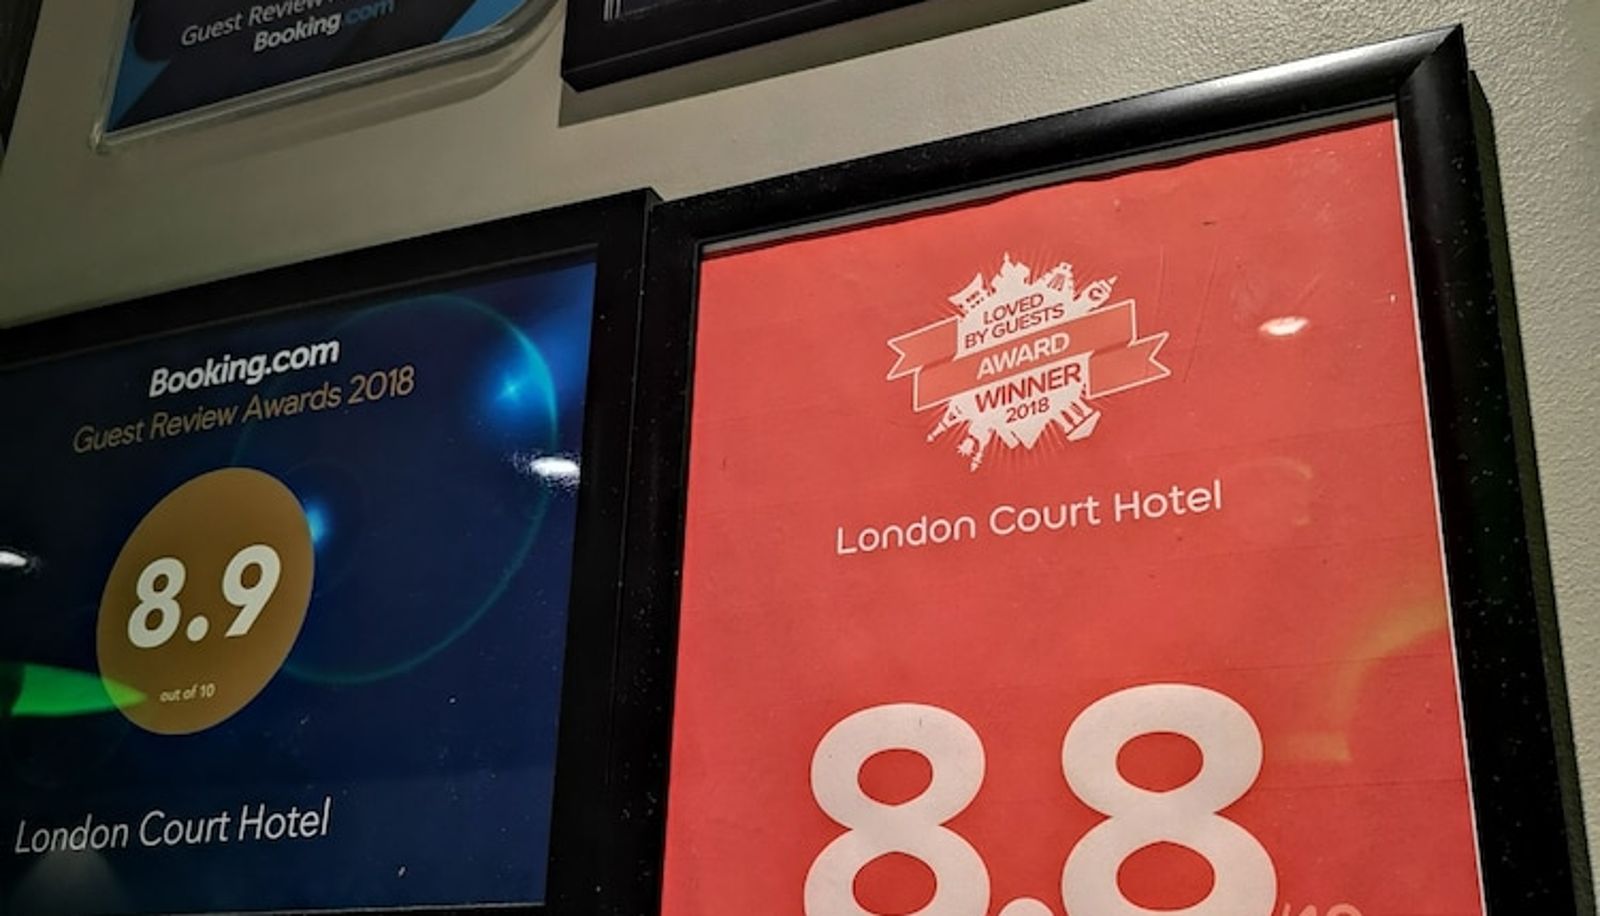 Guest Review
Booking.com
Booking.com
Guest Review Awards 2018
8.9
out of 10
London Court Hotel
LOVED
BY GUESTS
AWARD
WINNER
2018
London Court Hotel
8.8
/10